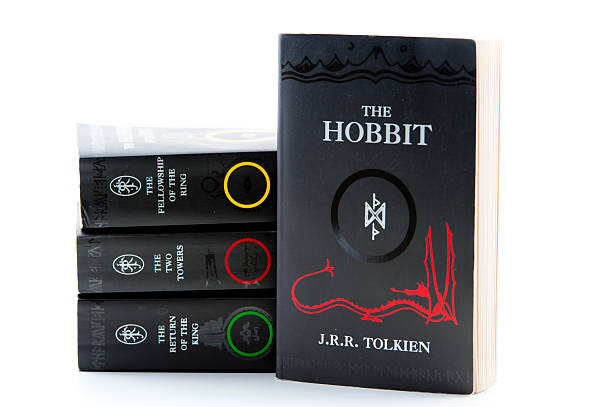 THE
FELLOWSHIP
OF THE
RING
THE
TWO
TOWERS
THE
RETURN
OF THE
KING
THE
HOBBIT
J.R.R. TOLKIEN